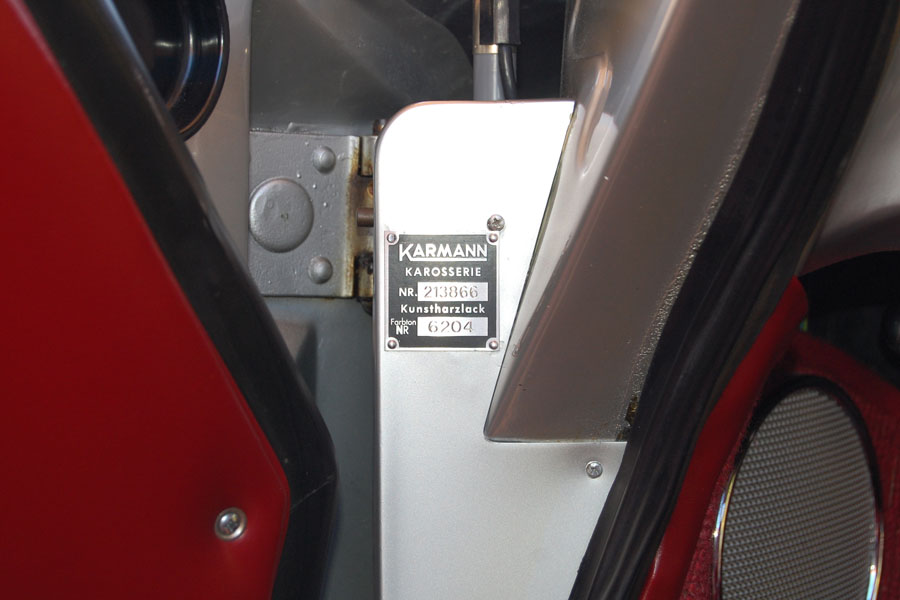 KARMANN
KAROSSERIE
NR. 213866
Kunstharzlack
Farbton NR 6204